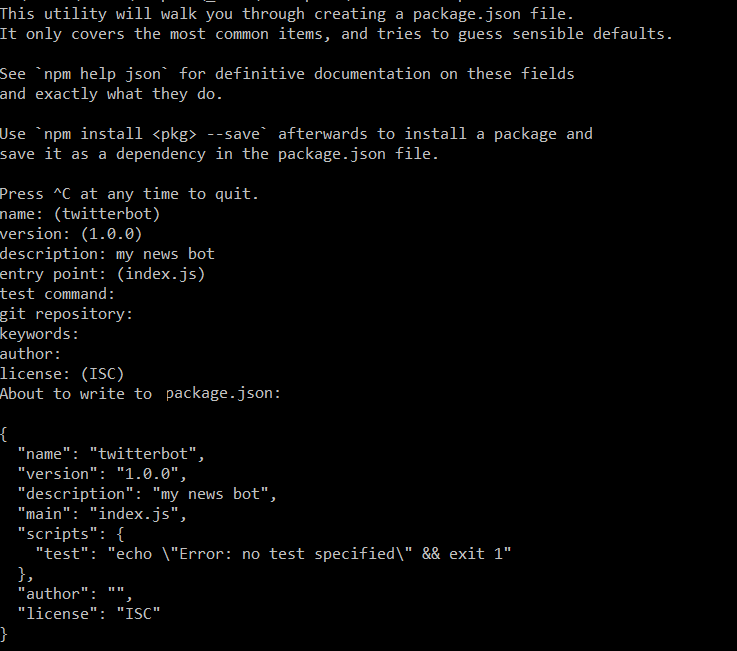 This utility will walk you through creating a package.json file.
It only covers the most common items, and tries to guess sensible defaults.
See `npm help json` for definitive documentation on these fields
and exactly what they do.
Use `npm install <pkg> --save` afterwards to install a package and
save it as a dependency in the package.json file.
Press ^C at any time to quit.
name: (twitterbot)
version: (1.0.0)
description: my news bot
entry point: (index.js)
test command:
git repository:
keywords:
author:
license: (ISC)
About to write to package.json:
{
  "name": "twitterbot",
  "version": "1.0.0",
  "description": "my news bot",
  "main": "index.js",
  "scripts": {
    "test": "echo \"Error: no test specified\" && exit 1"
  },
  "author": "",
  "license": "ISC"
}